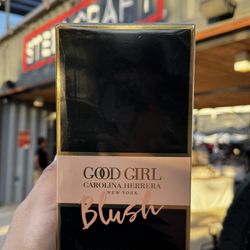 GOOD GIRL
CAROLINA HERRERA
NEW YORK
Blush